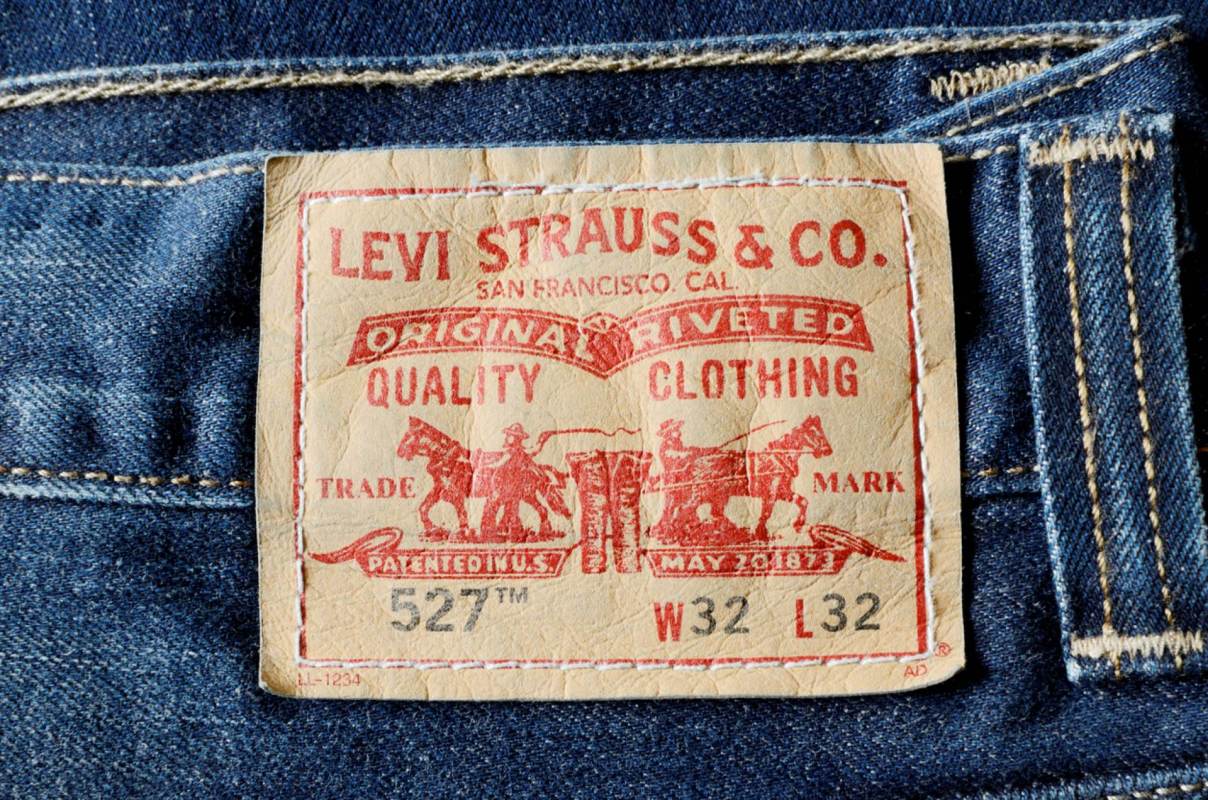 LEVI STRAUSS & CO.
SAN FRANCISCO. CAL.
ORIGINAL RIVETED
QUALITY CLOTHING
TRADE MARK
PATENTED IN U.S. MAY 20 1873
527™ W32 L32
®
LL-1234 AD